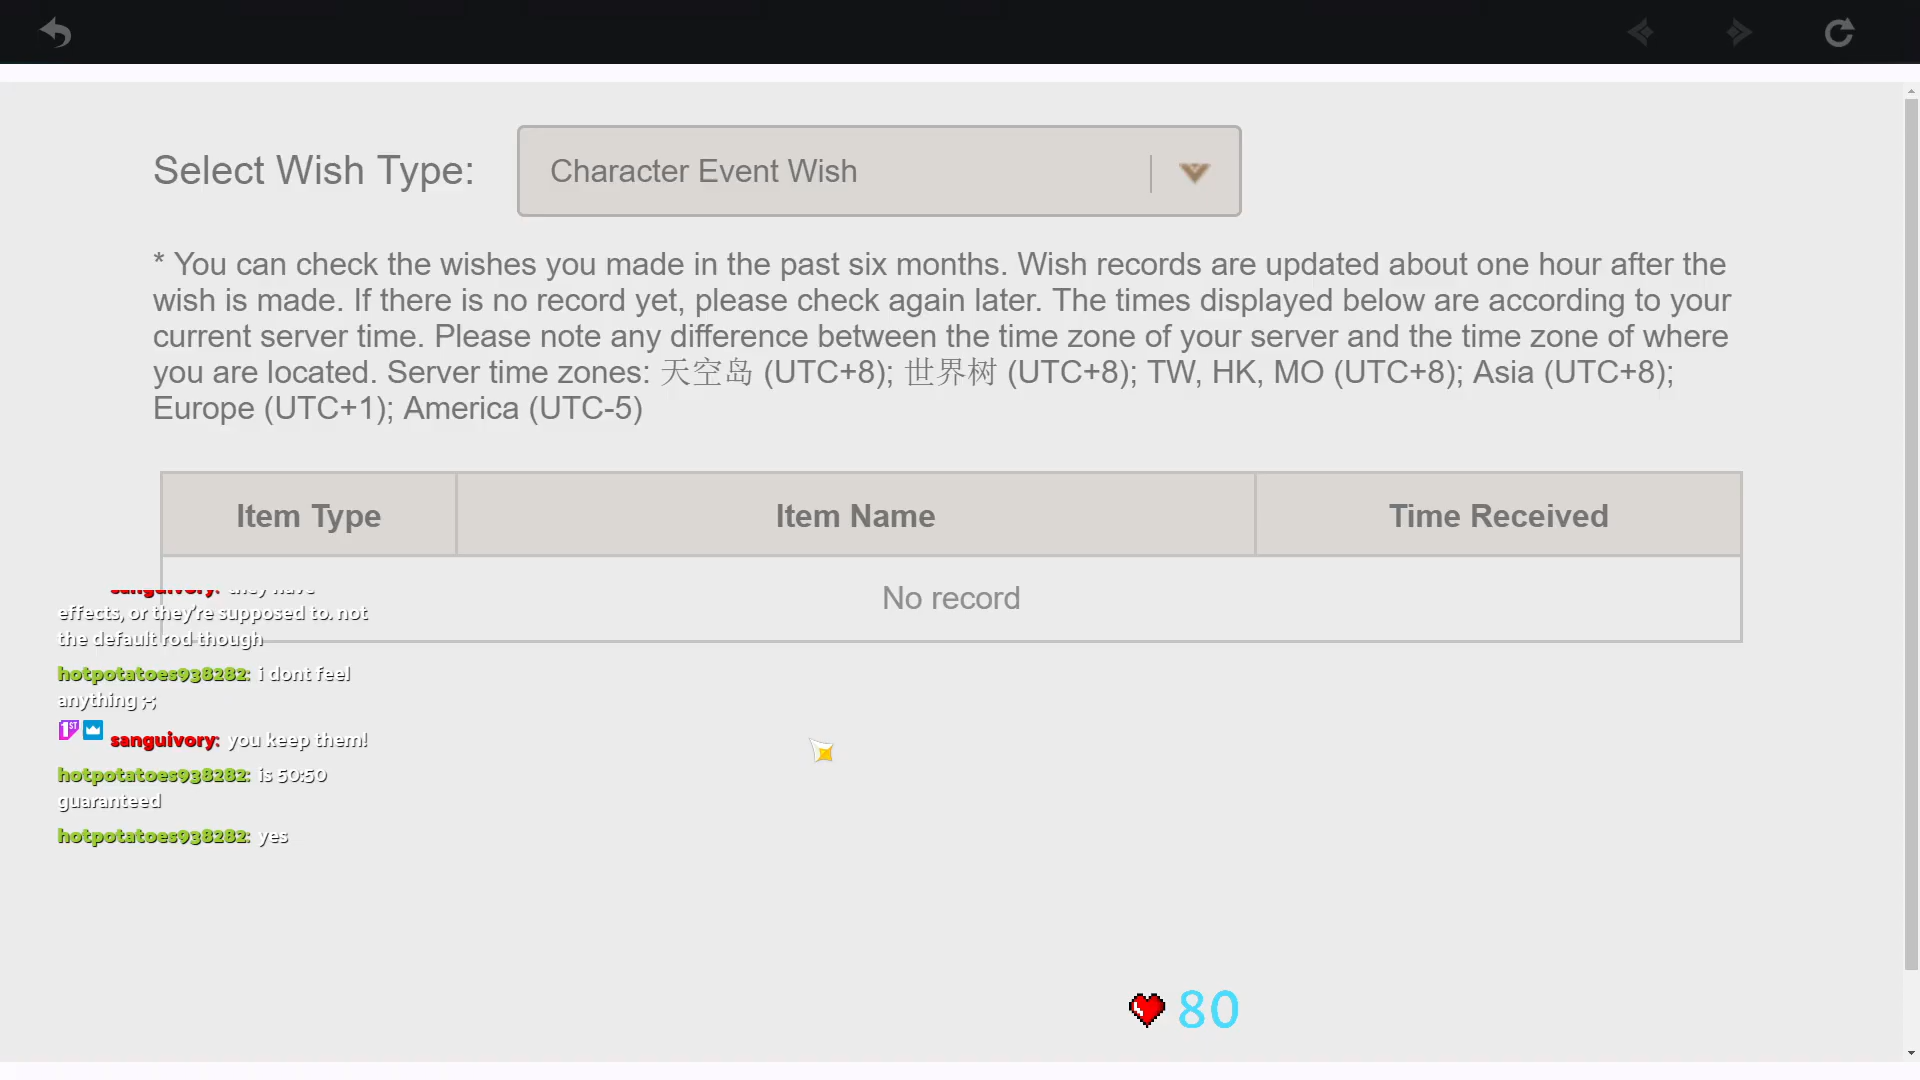 Select Wish Type:
Character Event Wish
* You can check the wishes you made in the past six months. Wish records are updated about one hour after the
wish is made. If there is no record yet, please check again later. The times displayed below are according to your
current server time. Please note any difference between the time zone of your server and the time zone of where
you are located. Server time zones: 天空岛 (UTC+8); 世界树 (UTC+8); TW, HK, MO (UTC+8); Asia (UTC+8);
Europe (UTC+1); America (UTC-5)
Item Type Item Name Time Received
No record
sanguivory: they have
effects, or they're supposed to. not
the default rod though
hotpotatoes938282: i dont feel
anything ;-;
1ST sanguivory: you keep them!
hotpotatoes938282: is 50:50
guaranteed
hotpotatoes938282: yes
80